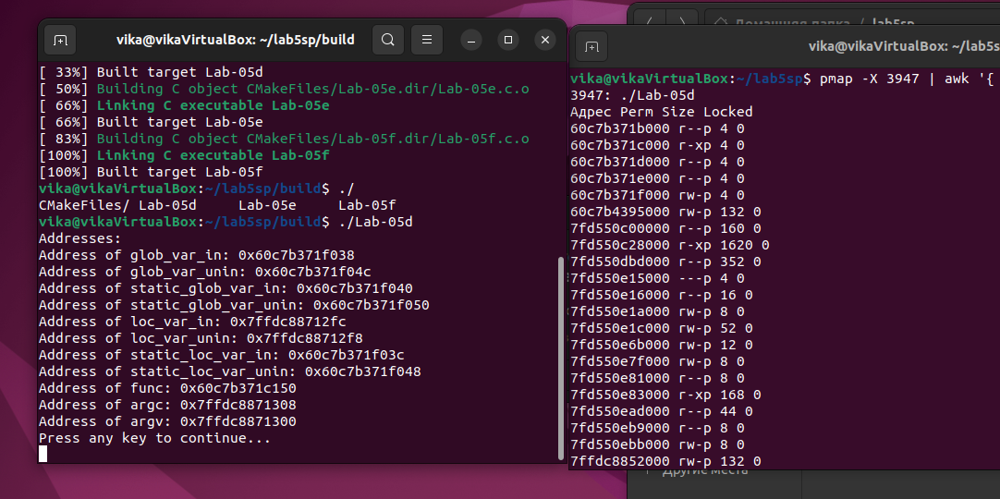 vika@vikaVirtualBox: ~/lab5sp/build
[ 33%] Built target Lab-05d
[ 50%] Building C object CMakeFiles/Lab-05e.dir/Lab-05e.c.o
[ 66%] Linking C executable Lab-05e
[ 66%] Built target Lab-05e
[ 83%] Building C object CMakeFiles/Lab-05f.dir/Lab-05f.c.o
[100%] Linking C executable Lab-05f
[100%] Built target Lab-05f
vika@vikaVirtualBox:~/lab5sp/build$ ./
CMakeFiles/ Lab-05d     Lab-05e     Lab-05f
vika@vikaVirtualBox:~/lab5sp/build$ ./Lab-05d
Addresses:
Address of glob_var_in: 0x60c7b371f038
Address of glob_var_unin: 0x60c7b371f04c
Address of static_glob_var_in: 0x60c7b371f040
Address of static_glob_var_unin: 0x60c7b371f050
Address of loc_var_in: 0x7ffdc88712fc
Address of loc_var_unin: 0x7ffdc88712f8
Address of static_loc_var_in: 0x60c7b371f03c
Address of static_loc_var_unin: 0x60c7b371f048
Address of func: 0x60c7b371c150
Address of argc: 0x7ffdc8871308
Address of argv: 0x7ffdc8871300
Press any key to continue...
Домашняя папка / lab5sp
vika@vikaVirtualBox: ~/lab5s
vika@vikaVirtualBox:~/lab5sp$ pmap -X 3947 | awk '{
3947: ./Lab-05d
Адрес Perm Size Locked
60c7b371b000 r--p 4 0
60c7b371c000 r-xp 4 0
60c7b371d000 r--p 4 0
60c7b371e000 r--p 4 0
60c7b371f000 rw-p 4 0
60c7b4395000 rw-p 132 0
7fd550c00000 r--p 160 0
7fd550c28000 r-xp 1620 0
7fd550dbd000 r--p 352 0
7fd550e15000 ---p 4 0
7fd550e16000 r--p 16 0
7fd550e1a000 rw-p 8 0
7fd550e1c000 rw-p 52 0
7fd550e6b000 rw-p 12 0
7fd550e7f000 rw-p 8 0
7fd550e81000 r--p 8 0
7fd550e83000 r-xp 168 0
7fd550ead000 r--p 44 0
7fd550eb9000 r--p 8 0
7fd550ebb000 rw-p 8 0
7ffdc8852000 rw-p 132 0
Другие места